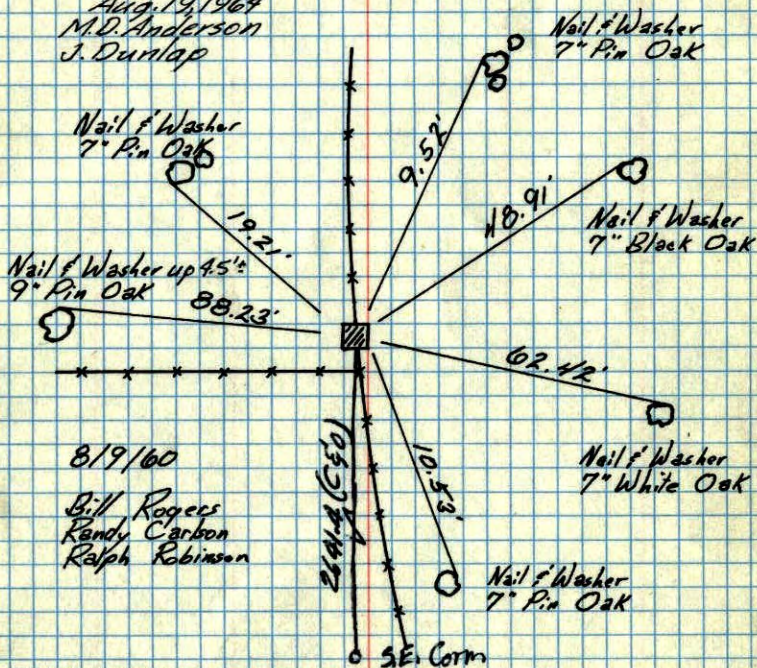 Aug. 19, 1964
M.D. Anderson
J. Dunlap
Nail & Washer
7" Pin Oak
Nail & Washer
7" Pin Oak
9.52'
18.91'
Nail & Washer
7" Black Oak
19.21'
Nail & Washer up 4.5'±
9" Pin Oak
88.23'
62.42'
Nail & Washer
7" White Oak
8/9/60
Bill Rogers
Randy Carlson
Ralph Robinson
10.53'
(C&O)
Nail & Washer
7" Pin Oak
S.E. Corn